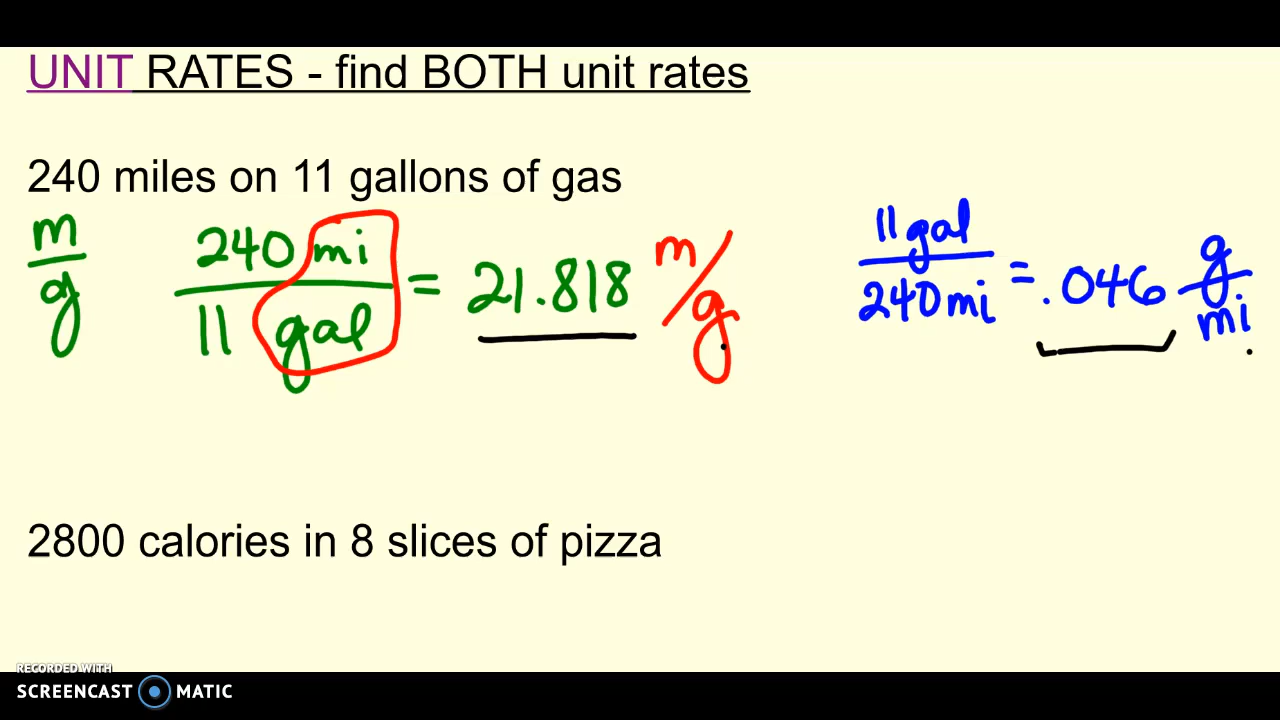 UNIT RATES - find BOTH unit rates
240 miles on 11 gallons of gas
m/g 240 mi / 11 gal = 21.818 m/g
11 gal / 240 mi = .046 g/mi
2800 calories in 8 slices of pizza
RECORDED WITH
SCREENCAST MATIC